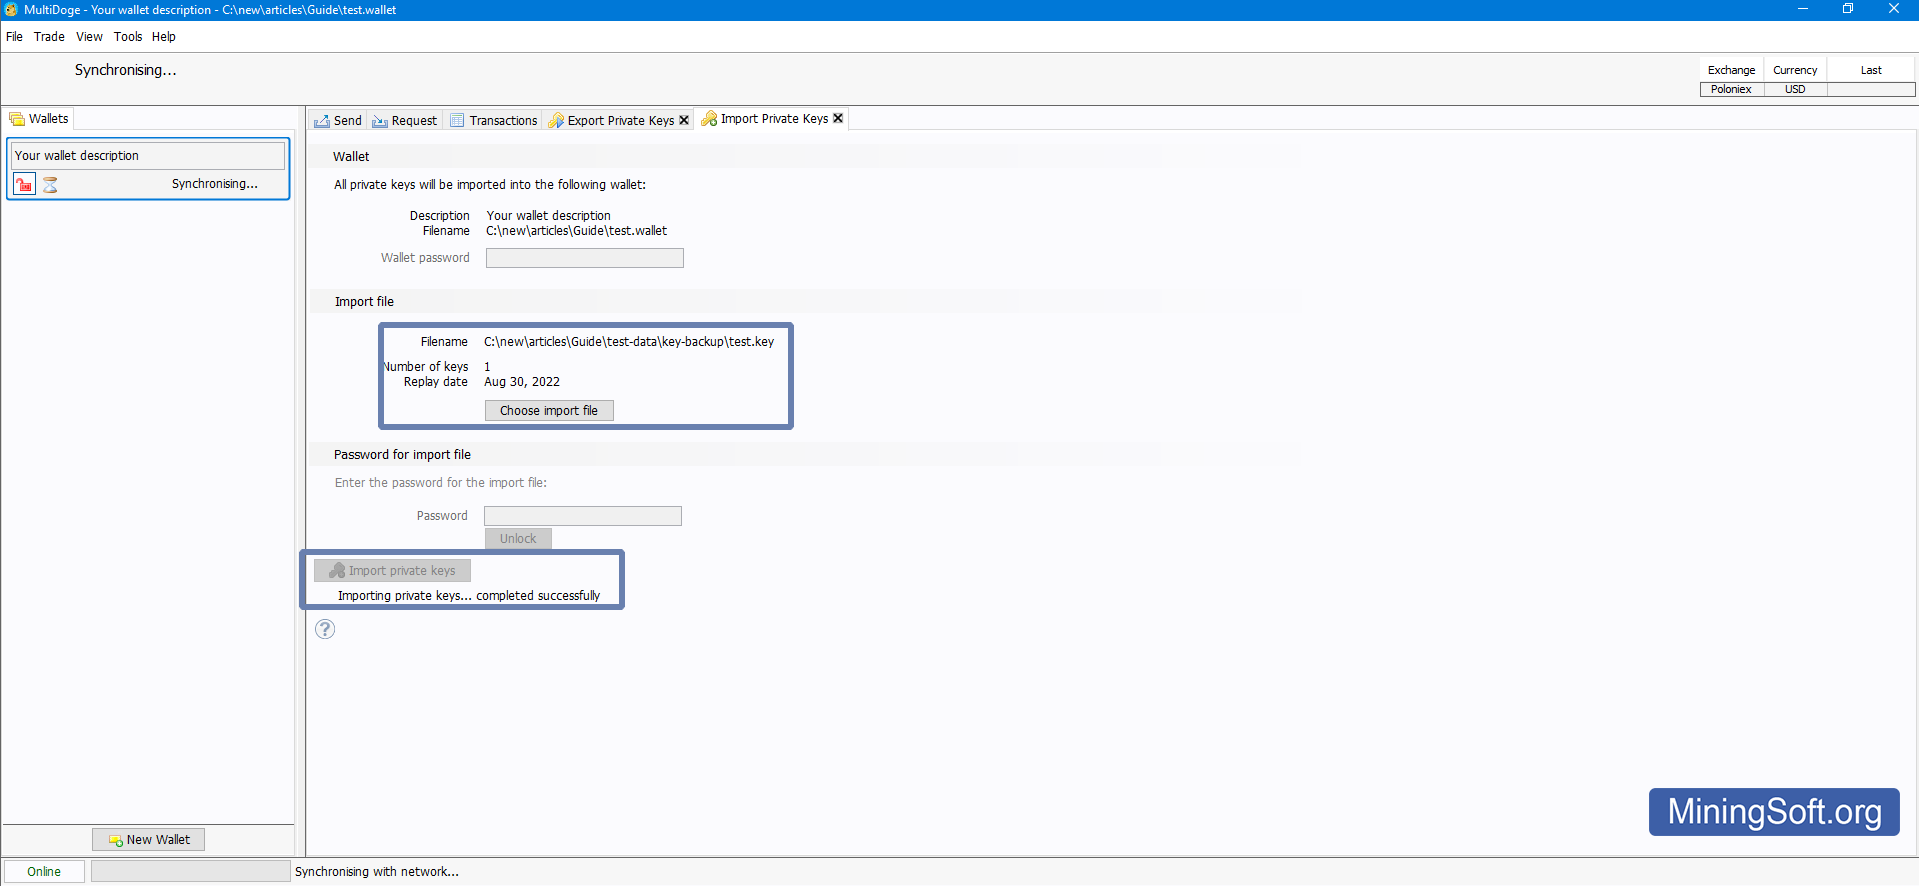 MultiDoge - Your wallet description - C:\new\articles\Guide\test.wallet
File Trade View Tools Help
Synchronising...
Exchange Currency Last
Poloniex USD
Wallets
Send Request Transactions Export Private Keys Import Private Keys
Your wallet description
Synchronising...
Wallet
All private keys will be imported into the following wallet:
Description Your wallet description
Filename C:\new\articles\Guide\test.wallet
Wallet password
Import file
Filename C:\new\articles\Guide\test-data\key-backup\test.key
Number of keys 1
Replay date Aug 30, 2022
Choose import file
Password for import file
Enter the password for the import file:
Password
Unlock
Import private keys
Importing private keys... completed successfully
?
MiningSoft.org
New Wallet
Online Synchronising with network...